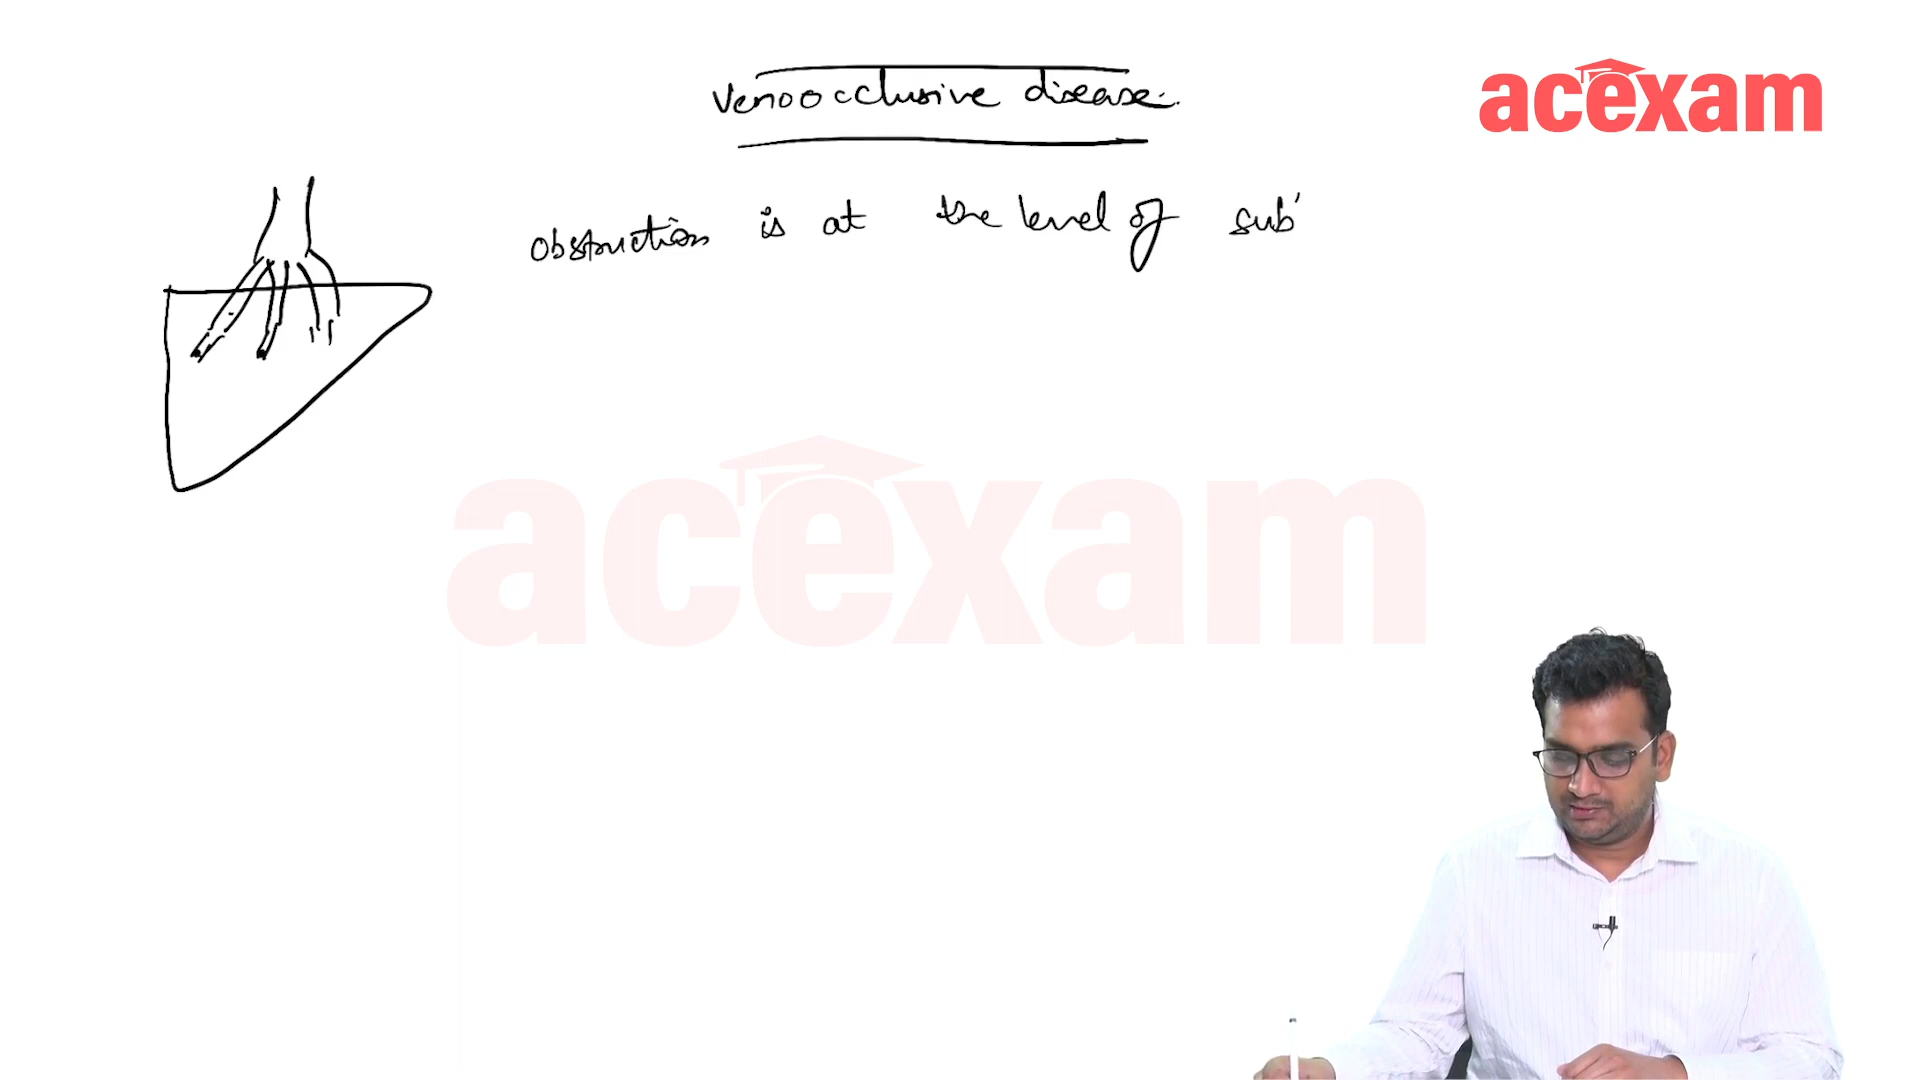 Venoocclusive disease.
acexam
obstruction is at the level of sub'
acexam